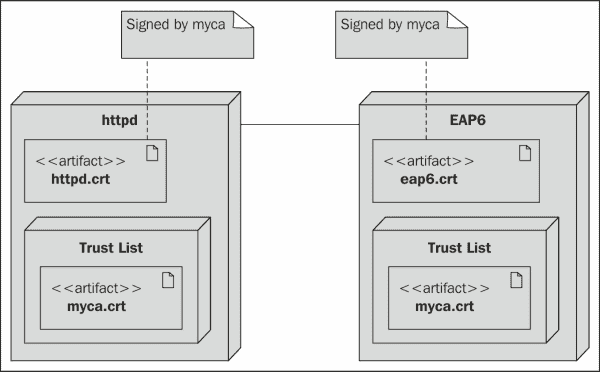 Signed by myca
Signed by myca
httpd
<<artifact>>
httpd.crt
Trust List
<<artifact>>
myca.crt
EAP6
<<artifact>>
eap6.crt
Trust List
<<artifact>>
myca.crt